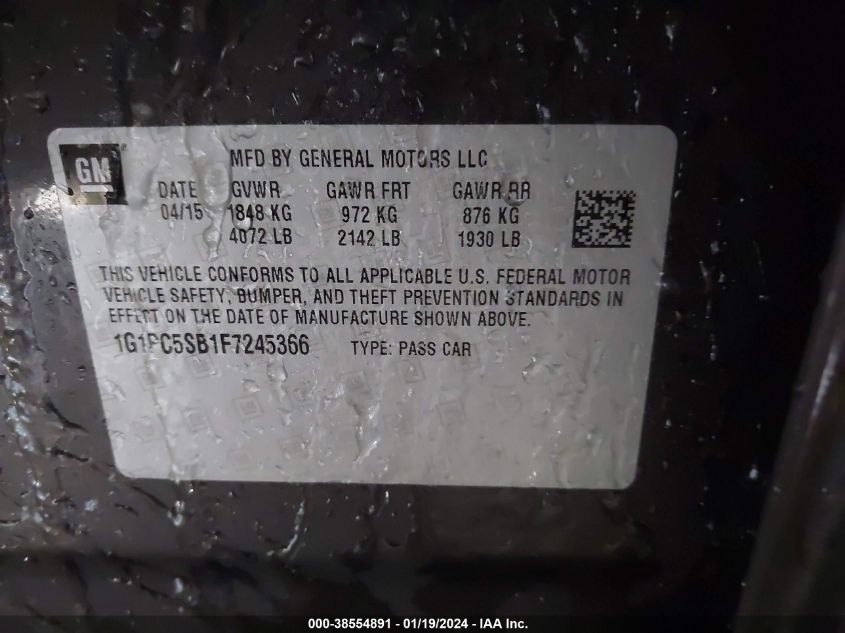 GM
MFD BY GENERAL MOTORS LLC
DATE GVWR GAWR FRT GAWR RR
04/15 1848 KG 972 KG 876 KG
4072 LB 2142 LB 1930 LB
THIS VEHICLE CONFORMS TO ALL APPLICABLE U.S. FEDERAL MOTOR
VEHICLE SAFETY, BUMPER, AND THEFT PREVENTION STANDARDS IN
EFFECT ON THE DATE OF MANUFACTURE SHOWN ABOVE.
1G1PC5SB1F7245366 TYPE: PASS CAR
000-38554891 - 01/19/2024 - IAA Inc.